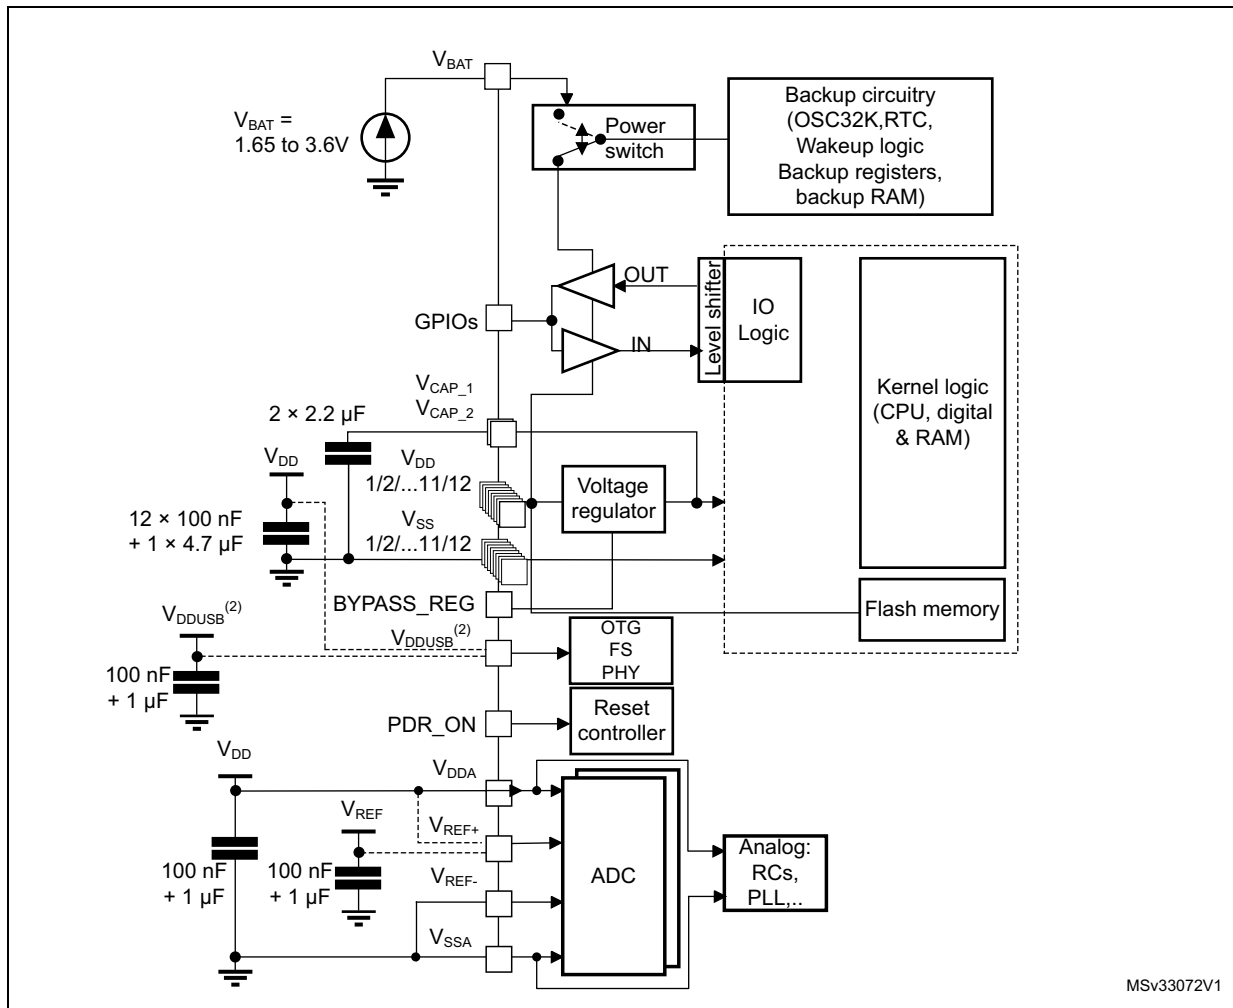 VBAT
VBAT =
1.65 to 3.6V
Power
switch
Backup circuitry
(OSC32K,RTC,
Wakeup logic
Backup registers,
backup RAM)
OUT
GPIOs
IN
Level shifter
IO
Logic
Kernel logic
(CPU, digital
& RAM)
VCAP_1
VCAP_2
2 × 2.2 μF
VDD
VDD
1/2/...11/12
Voltage
regulator
12 × 100 nF
+ 1 × 4.7 μF
VSS
1/2/...11/12
BYPASS_REG
Flash memory
VDDUSB(2)
VDDUSB(2)
OTG
FS
PHY
100 nF
+ 1 μF
PDR_ON
Reset
controller
VDD
VDDA
VREF
VREF+
ADC
Analog:
RCs,
PLL,..
100 nF
+ 1 μF
100 nF
+ 1 μF
VREF-
VSSA
MSv33072V1